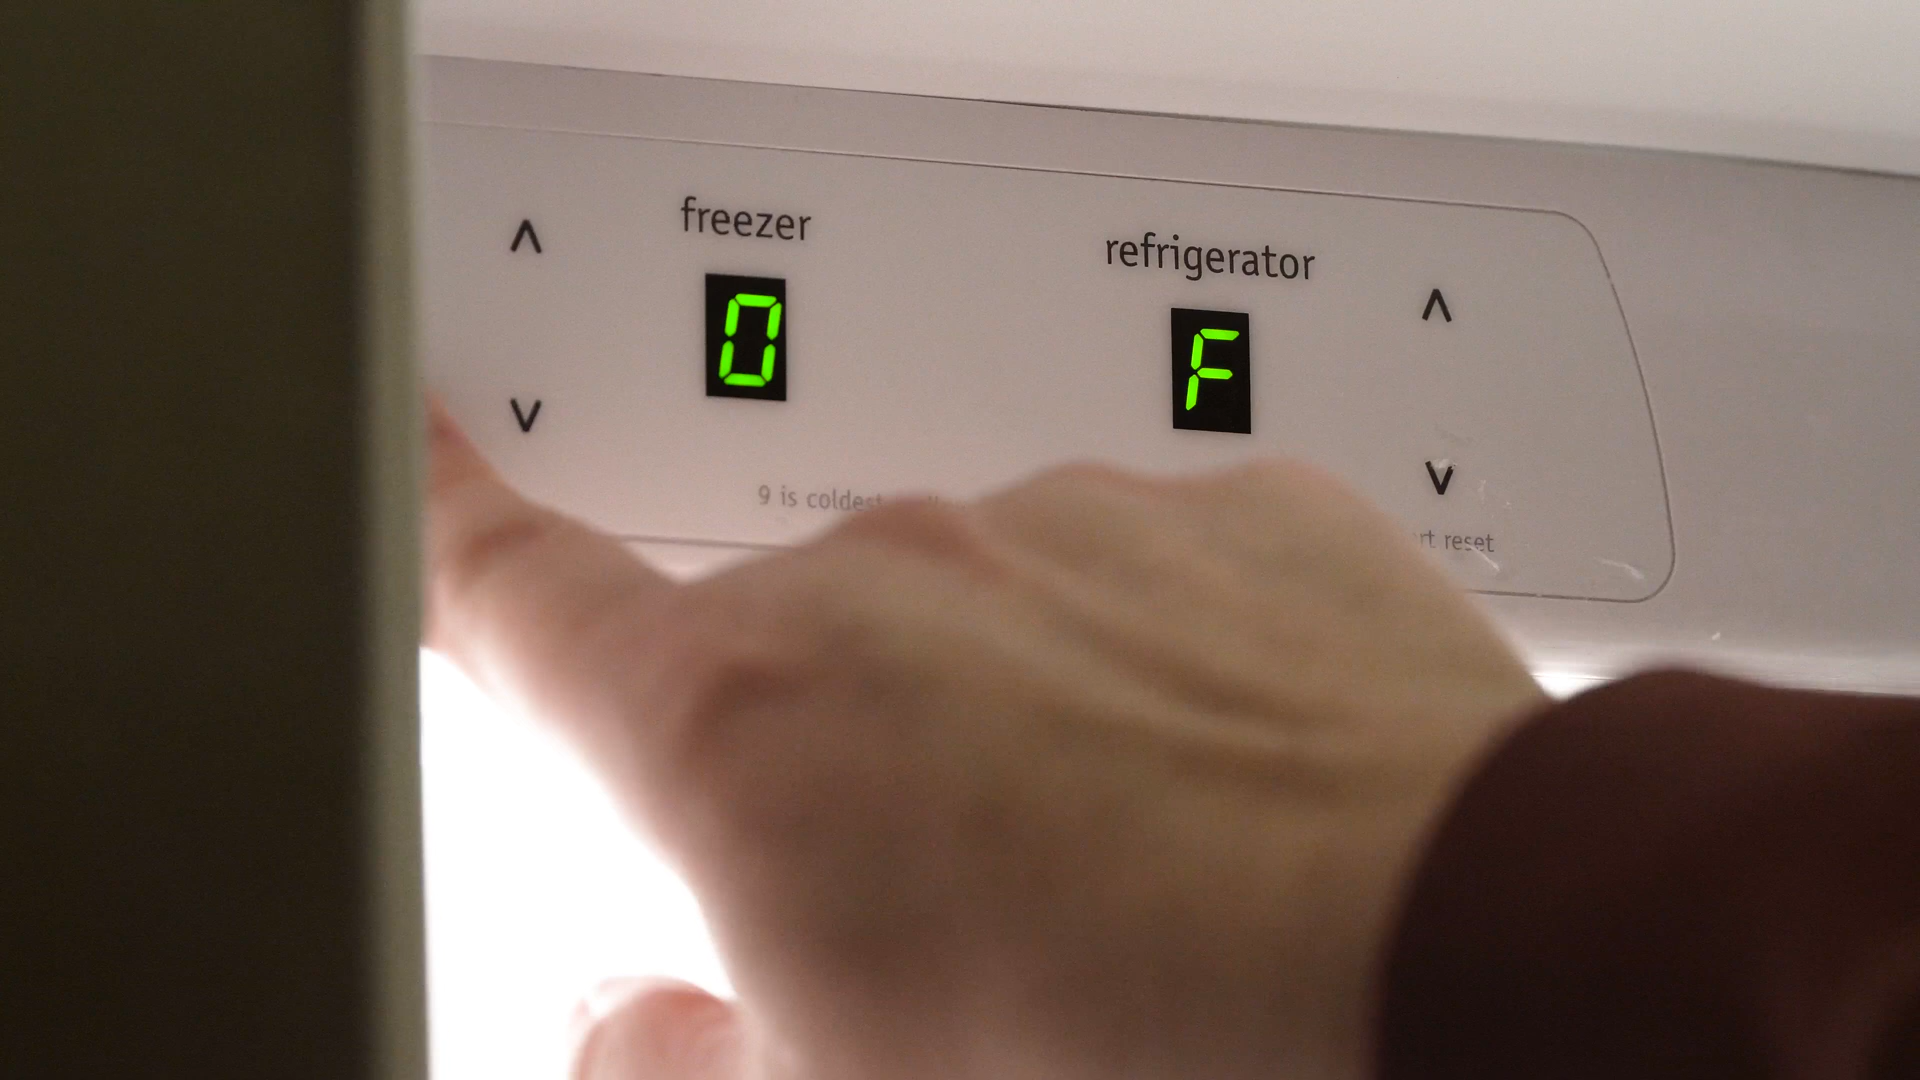 freezer
refrigerator
0
F
9 is coldest
reset